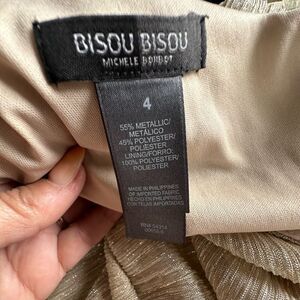 BISOU BISOU
MICHELE BOHBOT
4
55% METALLIC/
METÁLICO
45% POLYESTER/
POLIÉSTER
LINING/FORRO:
100% POLYESTER/
POLIÉSTER
MADE IN PHILIPPINES
OF IMPORTED FABRIC
HECHO EN PHILIPPINES
CON TELAS IMPORTADAS